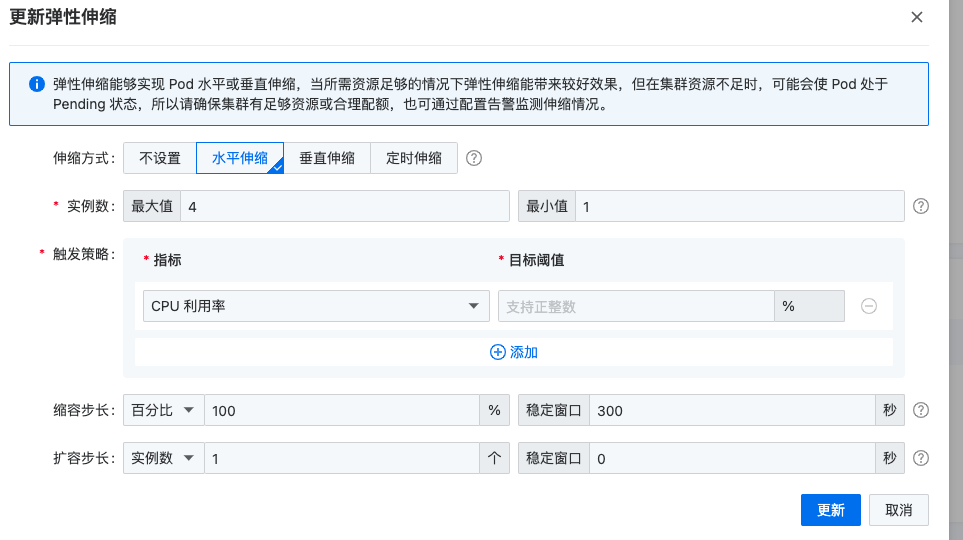 更新弹性伸缩
弹性伸缩能够实现 Pod 水平或垂直伸缩，当所需资源足够的情况下弹性伸缩能带来较好效果，但在集群资源不足时，可能会使 Pod 处于
Pending 状态，所以请确保集群有足够资源或合理配额，也可通过配置告警监测伸缩情况。
伸缩方式： 不设置 水平伸缩 垂直伸缩 定时伸缩
* 实例数： 最大值 4 最小值 1
* 触发策略：
* 指标 * 目标阈值
CPU 利用率 支持正整数 %
添加
缩容步长： 百分比 100 % 稳定窗口 300 秒
扩容步长： 实例数 1 个 稳定窗口 0 秒
更新 取消